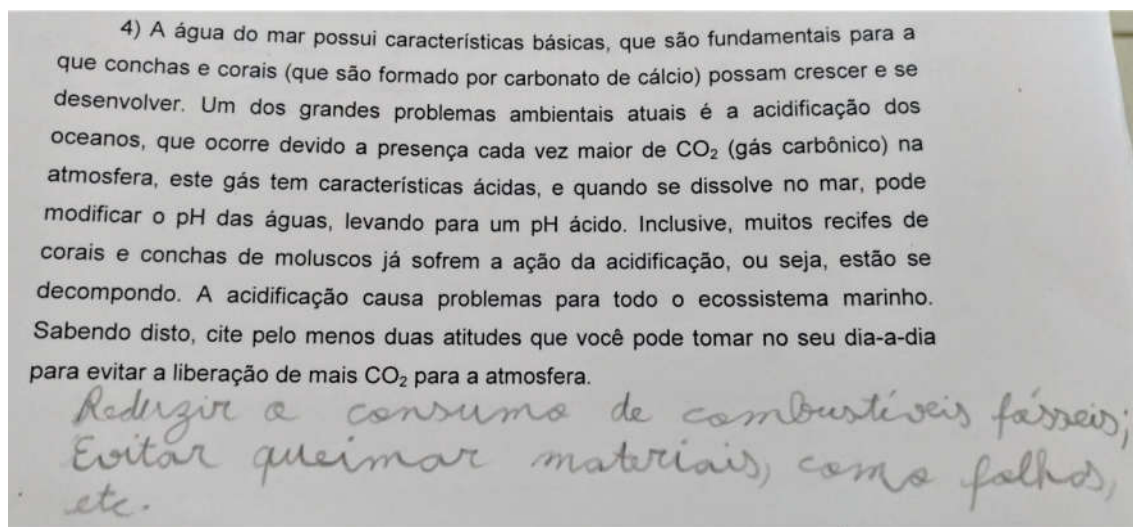 4) A água do mar possui características básicas, que são fundamentais para a
que conchas e corais (que são formado por carbonato de cálcio) possam crescer e se
desenvolver. Um dos grandes problemas ambientais atuais é a acidificação dos
oceanos, que ocorre devido a presença cada vez maior de CO₂ (gás carbônico) na
atmosfera, este gás tem características ácidas, e quando se dissolve no mar, pode
modificar o pH das águas, levando para um pH ácido. Inclusive, muitos recifes de
corais e conchas de moluscos já sofrem a ação da acidificação, ou seja, estão se
decompondo. A acidificação causa problemas para todo o ecossistema marinho.
Sabendo disto, cite pelo menos duas atitudes que você pode tomar no seu dia-a-dia
para evitar a liberação de mais CO₂ para a atmosfera.
Reduzir o consumo de combustíveis fósseis;
Evitar queimar materiais, como folhas,
etc.